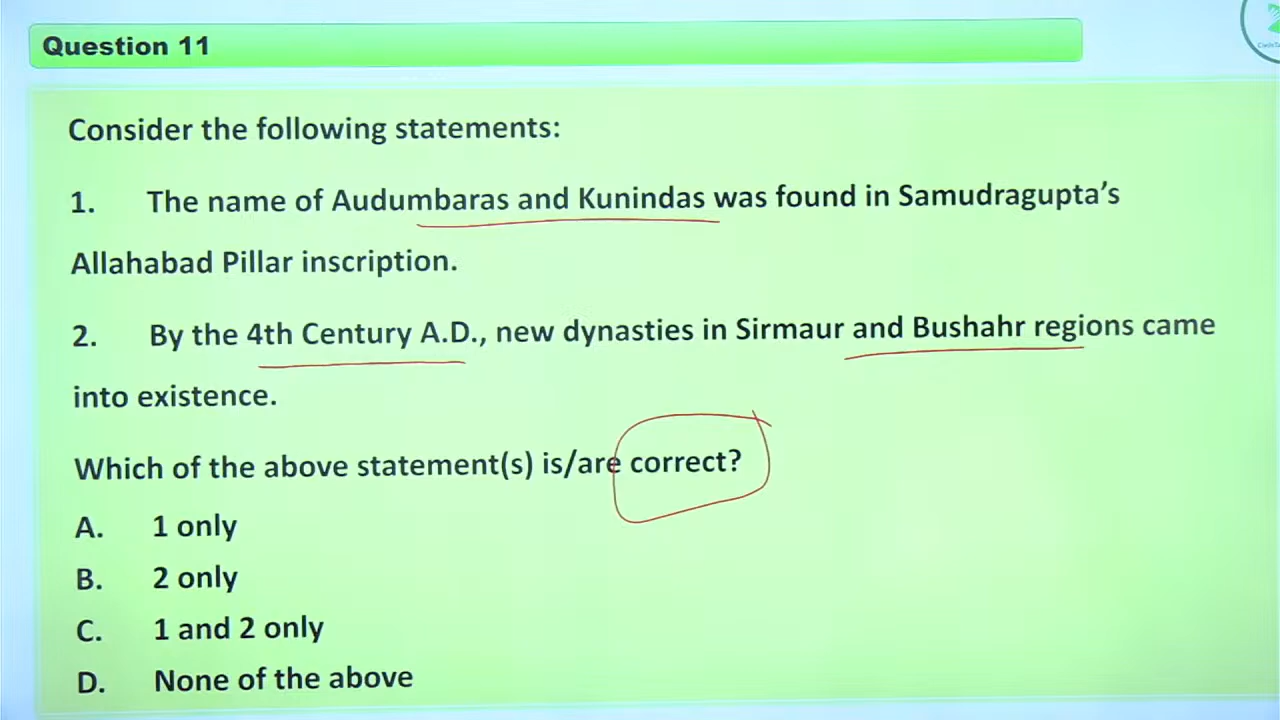 Question 11
Consider the following statements:
1. The name of Audumbaras and Kunindas was found in Samudragupta's
Allahabad Pillar inscription.
2. By the 4th Century A.D., new dynasties in Sirmaur and Bushahr regions came
into existence.
Which of the above statement(s) is/are correct?
A. 1 only
B. 2 only
C. 1 and 2 only
D. None of the above